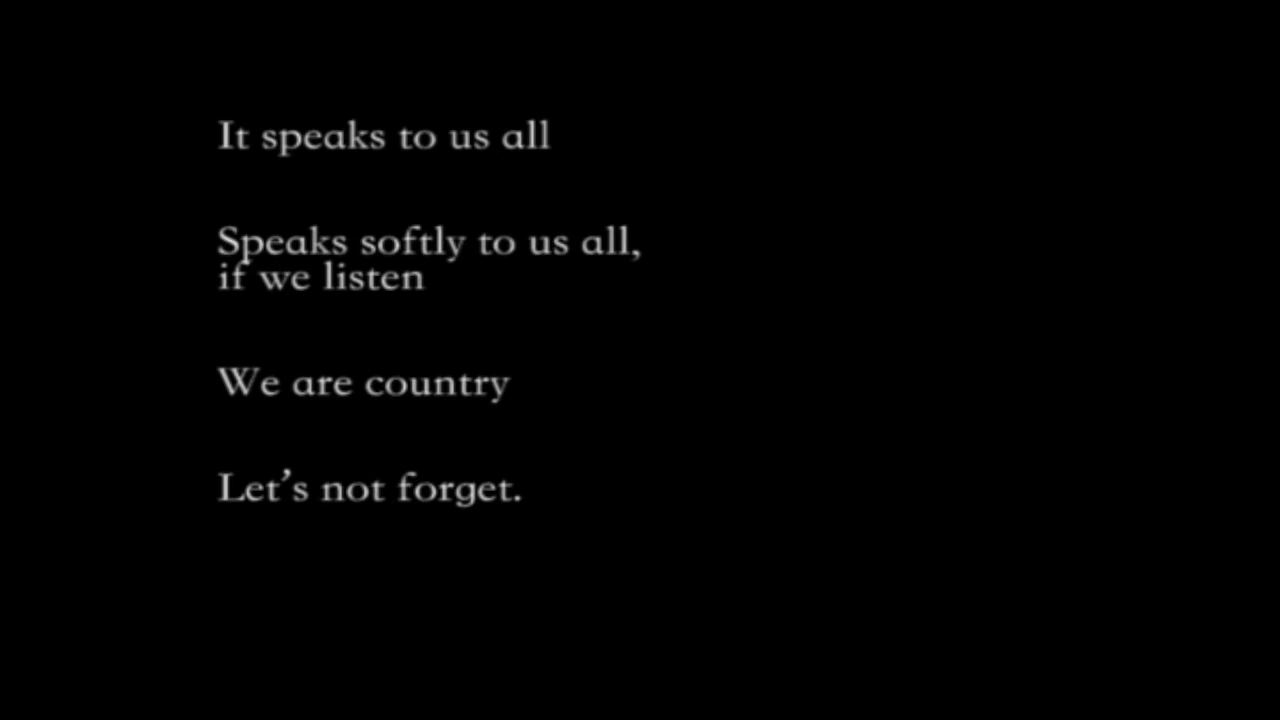 It speaks to us all
Speaks softly to us all,
if we listen
We are country
Let’s not forget.